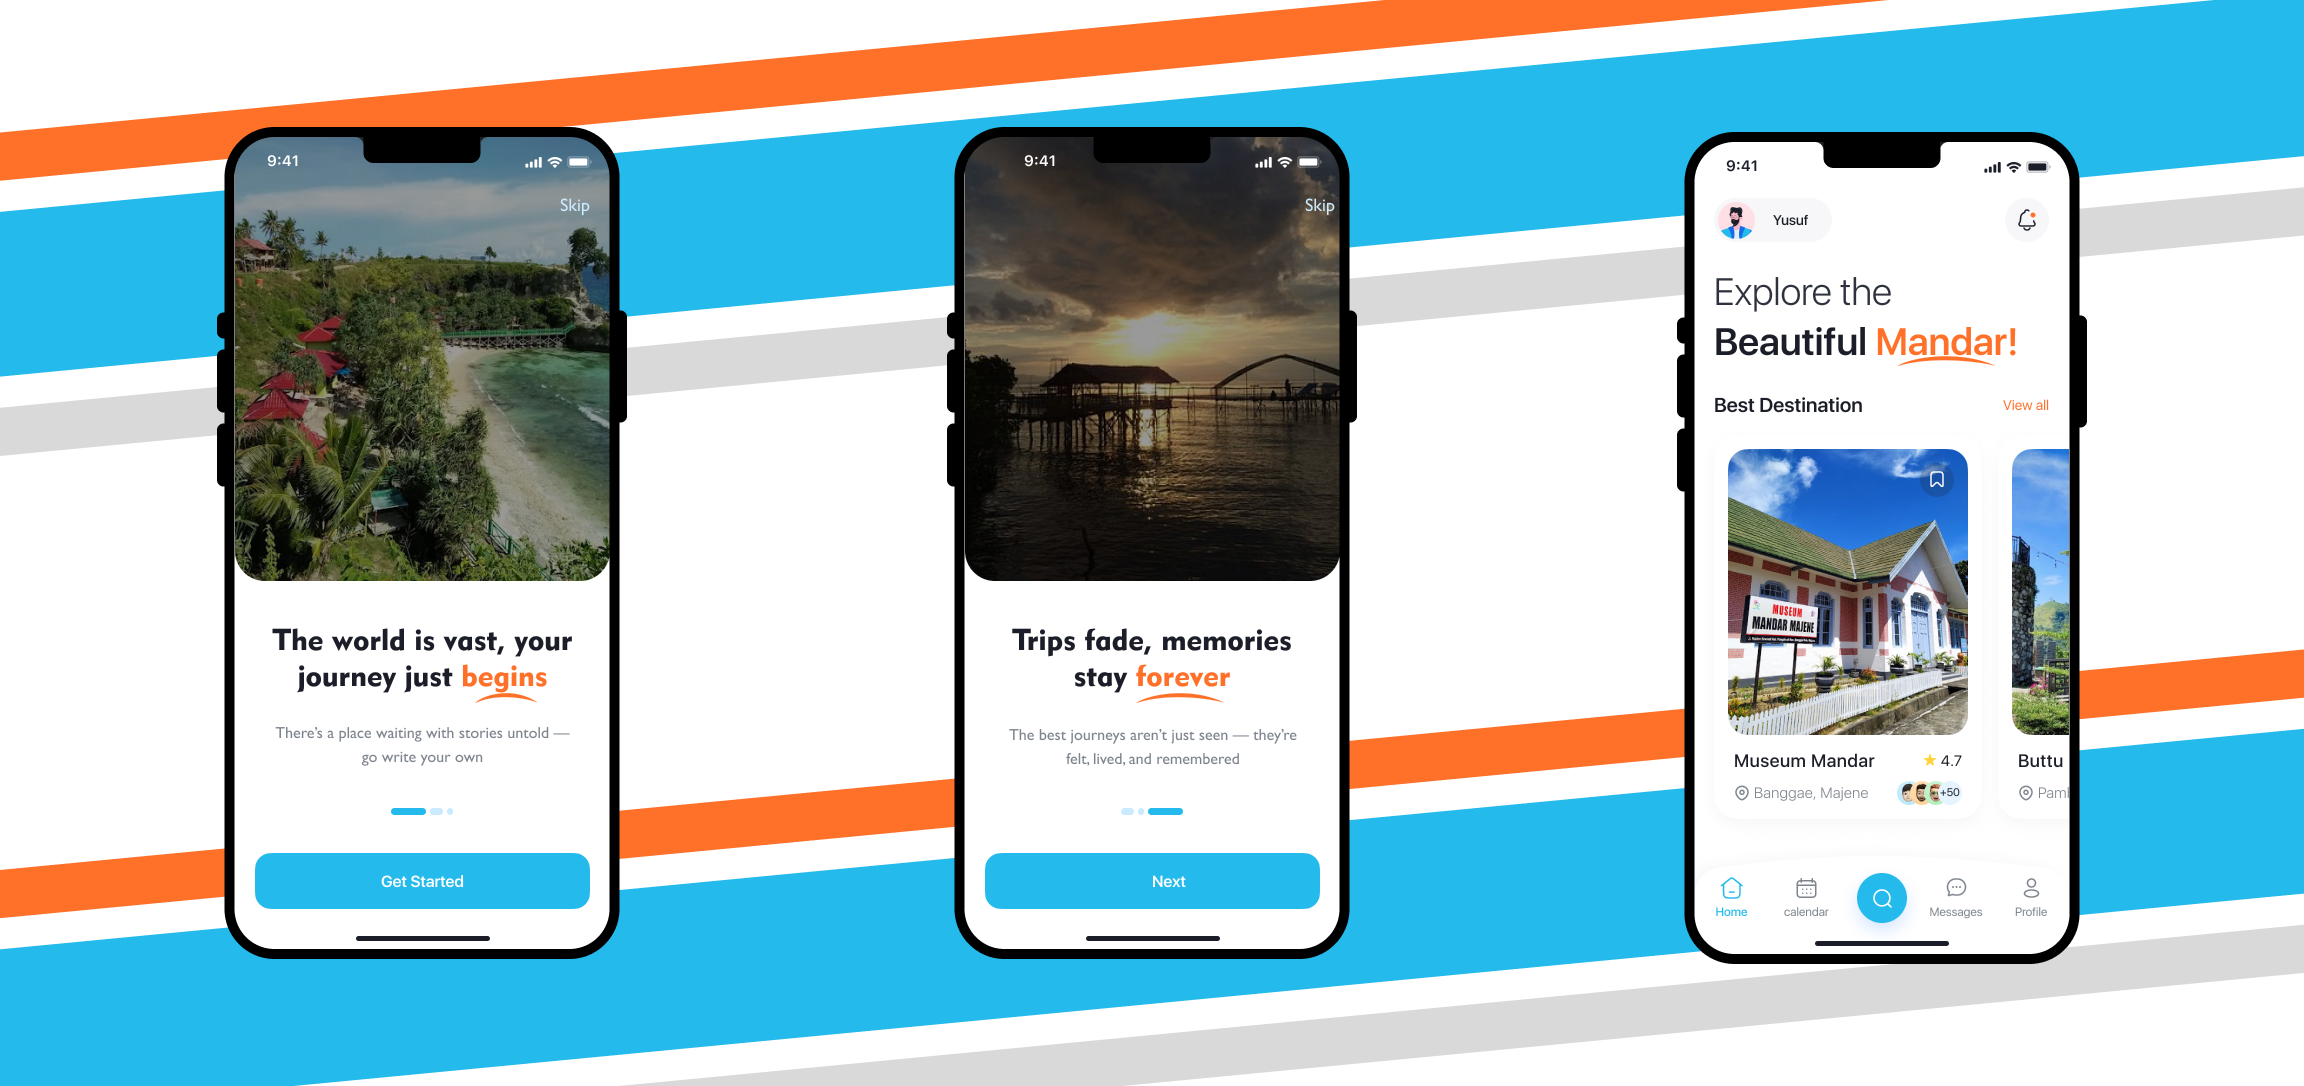 9:41
Skip
The world is vast, your
journey just begins
There's a place waiting with stories untold —
go write your own
Get Started
9:41
Skip
Trips fade, memories
stay forever
The best journeys aren't just seen — they're
felt, lived, and remembered
Next
9:41
Yusuf
Explore the
Beautiful Mandar!
Best Destination
View all
MUSEUM
MANDAR MAJENE
Museum Mandar
4.7
Banggae, Majene
+50
Buttu
Paml
Home
calendar
Messages
Profile